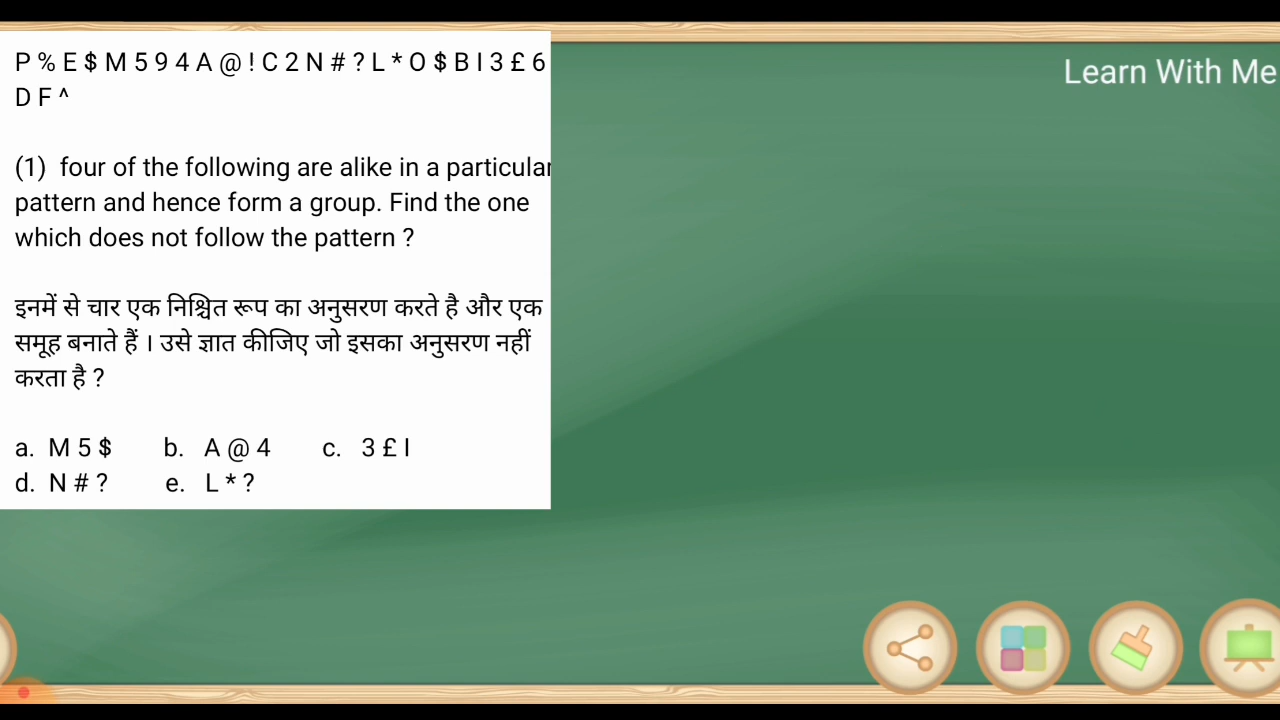 P % E $ M 5 9 4 A @ ! C 2 N # ? L * O $ B I 3 £ 6
D F ^
Learn With Me
(1) four of the following are alike in a particular
pattern and hence form a group. Find the one
which does not follow the pattern ?
इनमें से चार एक निश्चित रूप का अनुसरण करते है और एक
समूह बनाते हैं । उसे ज्ञात कीजिए जो इसका अनुसरण नहीं
करता है ?
a. M 5 $ b. A @ 4 c. 3 £ I
d. N # ? e. L * ?